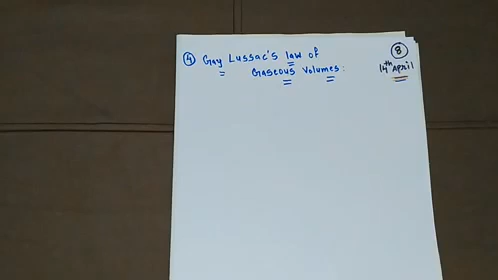 ④ Gay Lussac's law of
Gaseous Volumes:
⑧
14th April